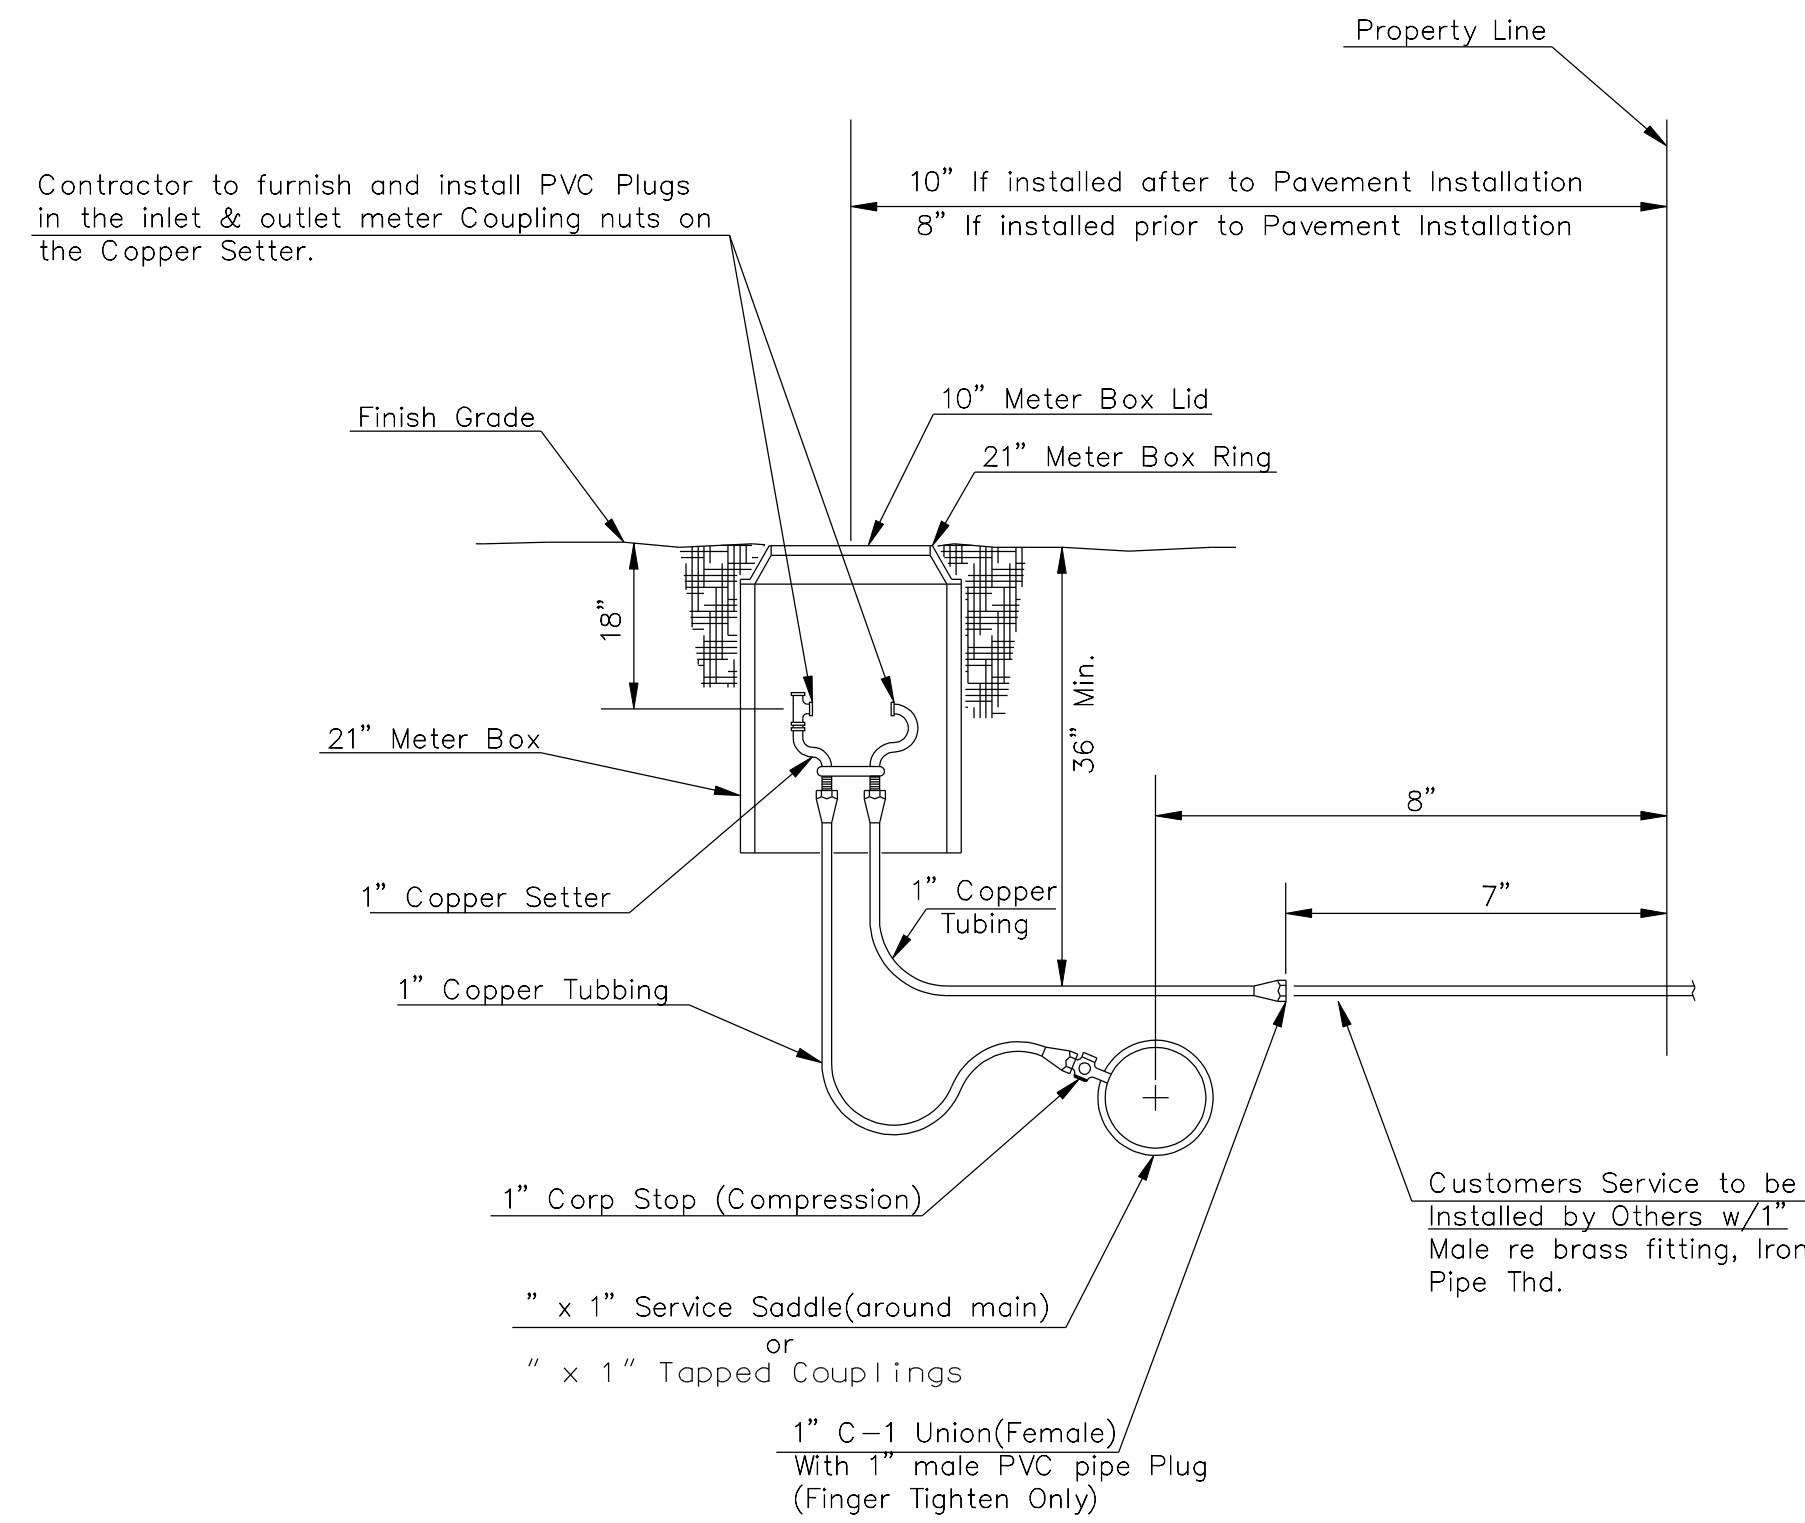 Property Line
Contractor to furnish and install PVC Plugs
in the inlet & outlet meter Coupling nuts on
the Copper Setter.
10” If installed after to Pavement Installation
8” If installed prior to Pavement Installation
Finish Grade
10” Meter Box Lid
21” Meter Box Ring
18”
36” Min.
21” Meter Box
8”
1” Copper Setter
1” Copper
Tubing
7”
1” Copper Tubbing
1” Corp Stop (Compression)
Customers Service to be
Installed by Others w/1”
Male re brass fitting, Iron
Pipe Thd.
” x 1” Service Saddle(around main)
or
” x 1” Tapped Couplings
1” C-1 Union(Female)
With 1” male PVC pipe Plug
(Finger Tighten Only)